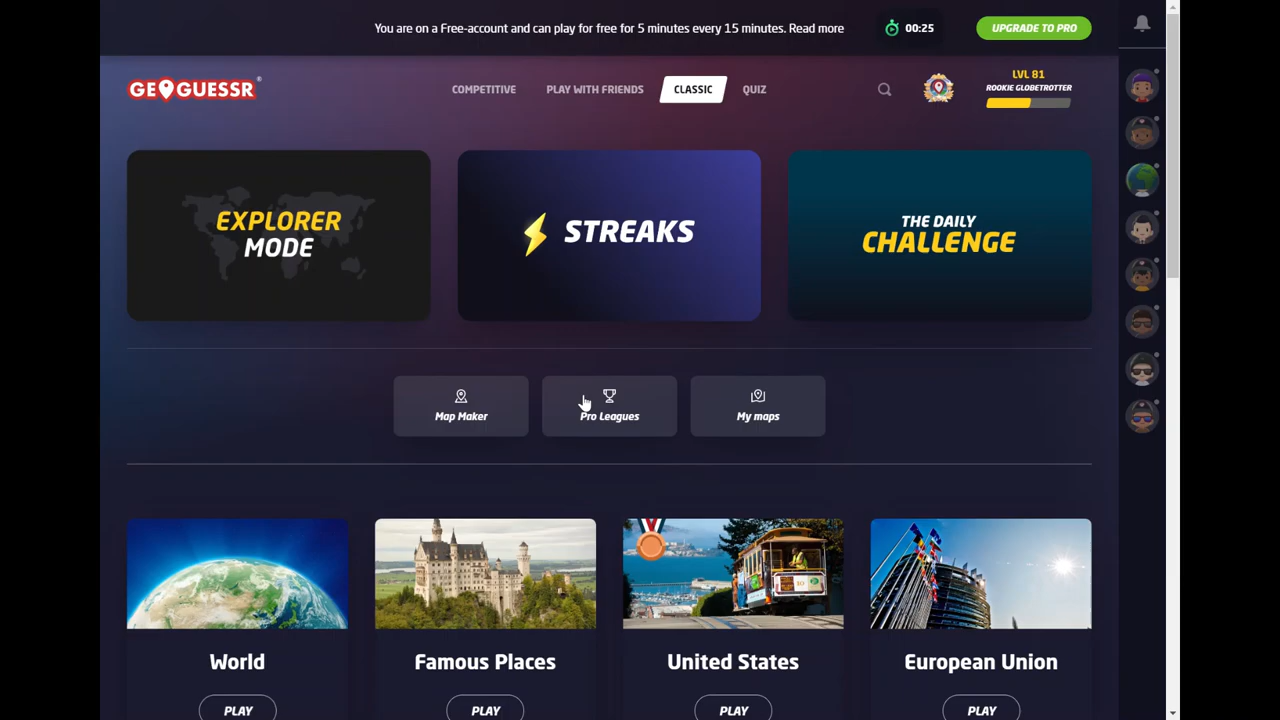 You are on a Free-account and can play for free for 5 minutes every 15 minutes. Read more
00:25
UPGRADE TO PRO
GEOGUESSR
COMPETITIVE
PLAY WITH FRIENDS
CLASSIC
QUIZ
LVL 81
ROOKIE GLOBETROTTER
EXPLORER
MODE
STREAKS
THE DAILY
CHALLENGE
Map Maker
Pro Leagues
My maps
World
Famous Places
United States
European Union
PLAY
PLAY
PLAY
PLAY